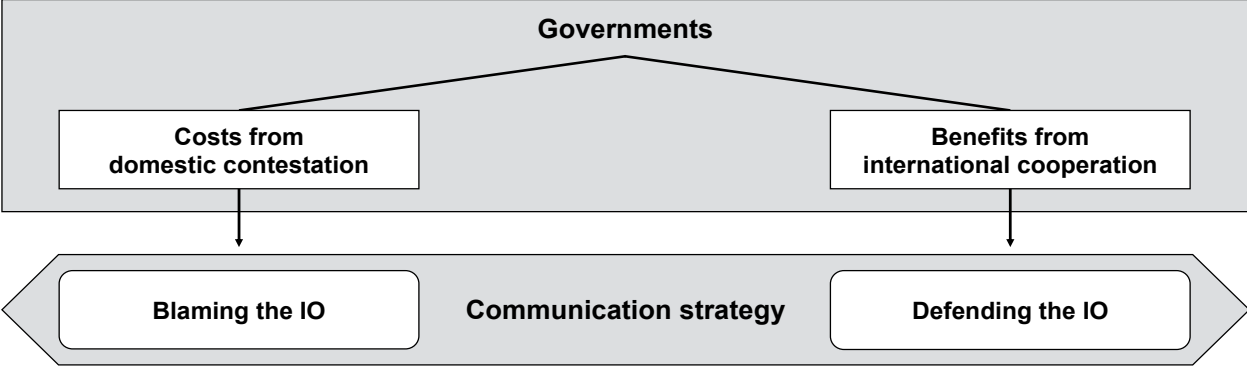 Governments
Costs from
domestic contestation
Benefits from
international cooperation
Blaming the IO
Communication strategy
Defending the IO